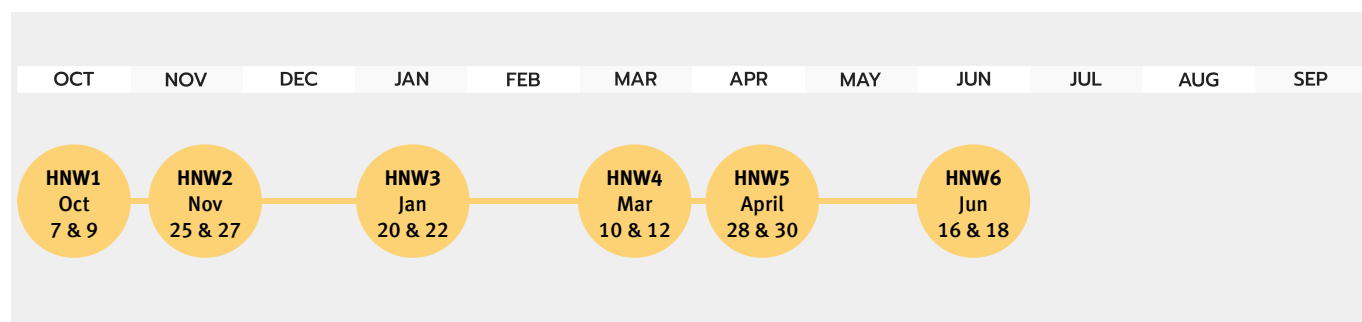 OCT NOV DEC JAN FEB MAR APR MAY JUN JUL AUG SEP
HNW1
Oct
7 & 9
HNW2
Nov
25 & 27
HNW3
Jan
20 & 22
HNW4
Mar
10 & 12
HNW5
April
28 & 30
HNW6
Jun
16 & 18